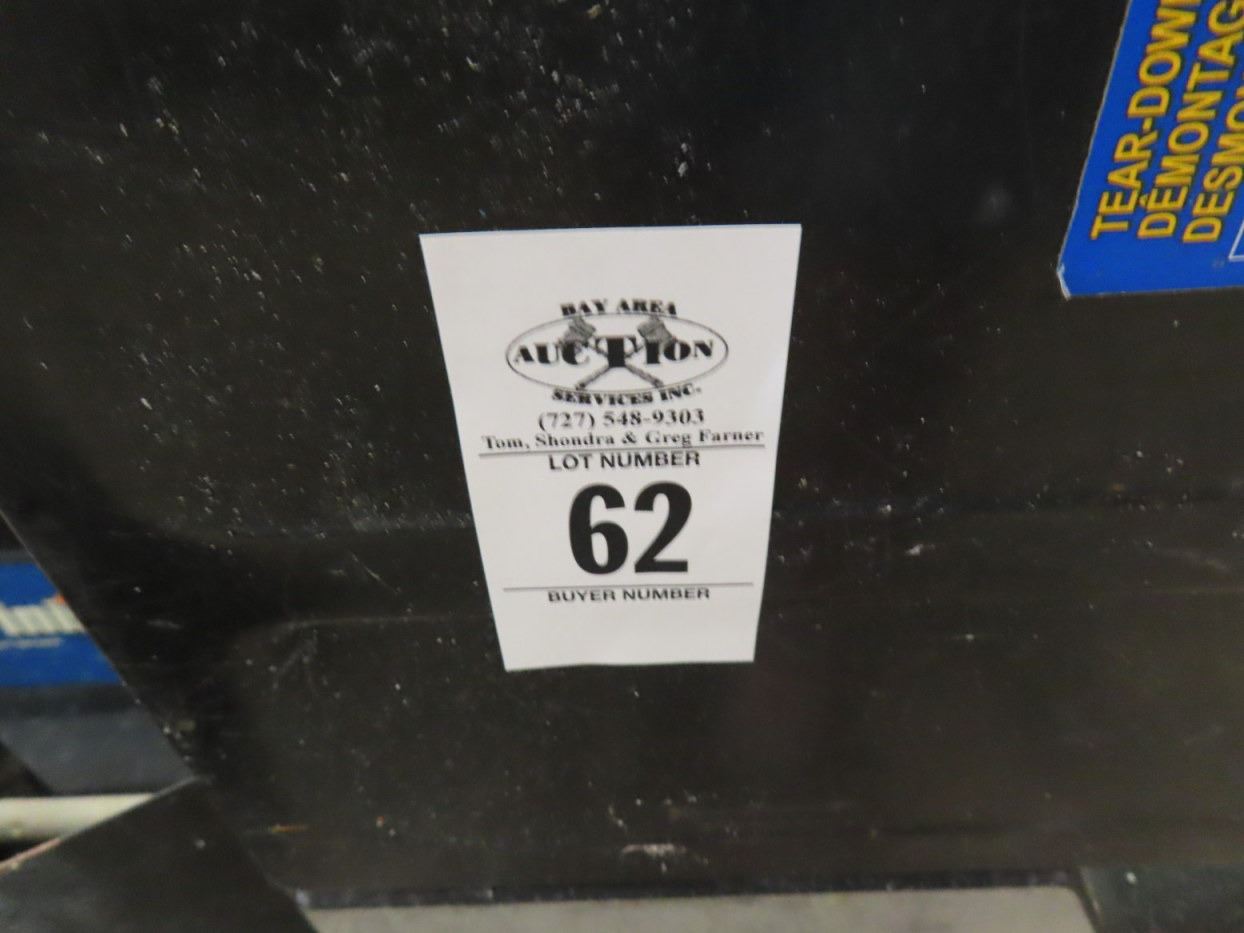 BAY AREA
AUCTION
SERVICES INC.
(727) 548-9303
Tom, Shondra & Greg Farner
LOT NUMBER
62
BUYER NUMBER
TEAR-DOWN
DÉMONTAG
DESMO